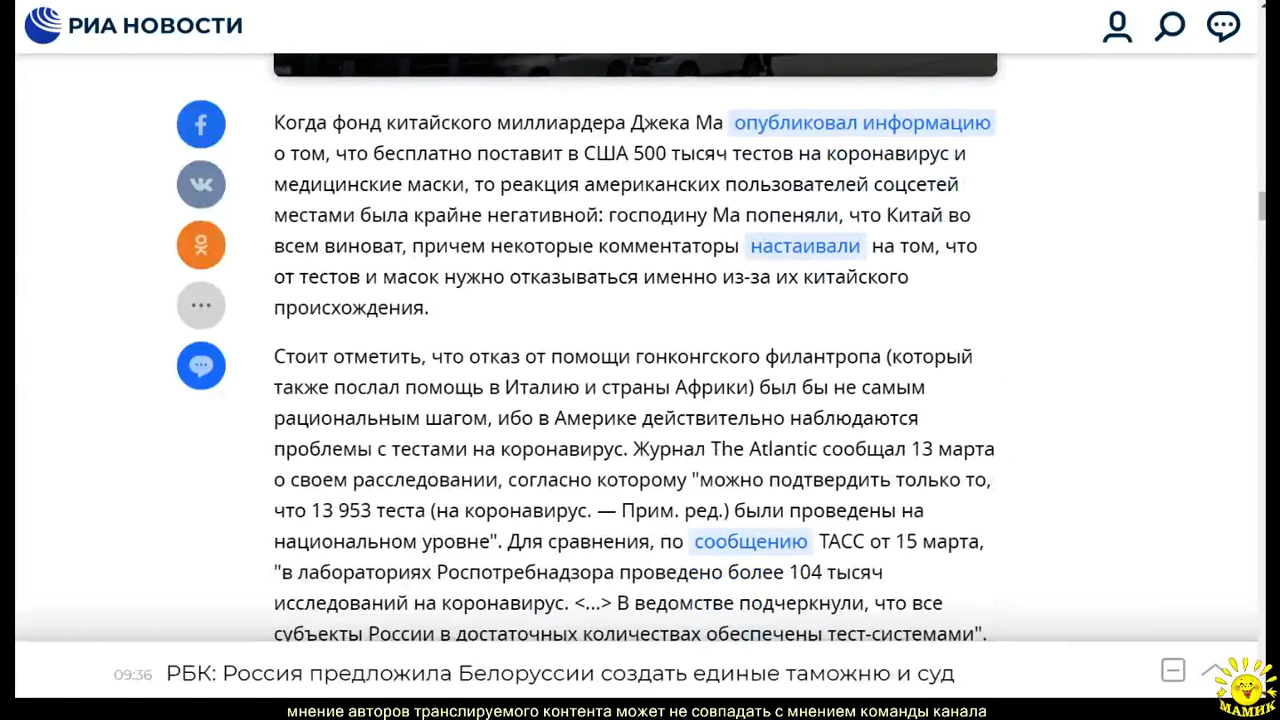 РИА НОВОСТИ
Когда фонд китайского миллиардера Джека Ма опубликовал информацию
о том, что бесплатно поставит в США 500 тысяч тестов на коронавирус и
медицинские маски, то реакция американских пользователей соцсетей
местами была крайне негативной: господину Ма попеняли, что Китай во
всем виноват, причем некоторые комментаторы настаивали на том, что
от тестов и масок нужно отказываться именно из-за их китайского
происхождения.
Стоит отметить, что отказ от помощи гонконгского филантропа (который
также послал помощь в Италию и страны Африки) был бы не самым
рациональным шагом, ибо в Америке действительно наблюдаются
проблемы с тестами на коронавирус. Журнал The Atlantic сообщал 13 марта
о своем расследовании, согласно которому "можно подтвердить только то,
что 13 953 теста (на коронавирус. — Прим. ред.) были проведены на
национальном уровне". Для сравнения, по сообщению ТАСС от 15 марта,
"в лабораториях Роспотребнадзора проведено более 104 тысяч
исследований на коронавирус. <...> В ведомстве подчеркнули, что все
субъекты России в достаточных количествах обеспечены тест-системами".
09:36 РБК: Россия предложила Белоруссии создать единые таможню и суд
МАМИК
мнение авторов транслируемого контента может не совпадать с мнением команды канала